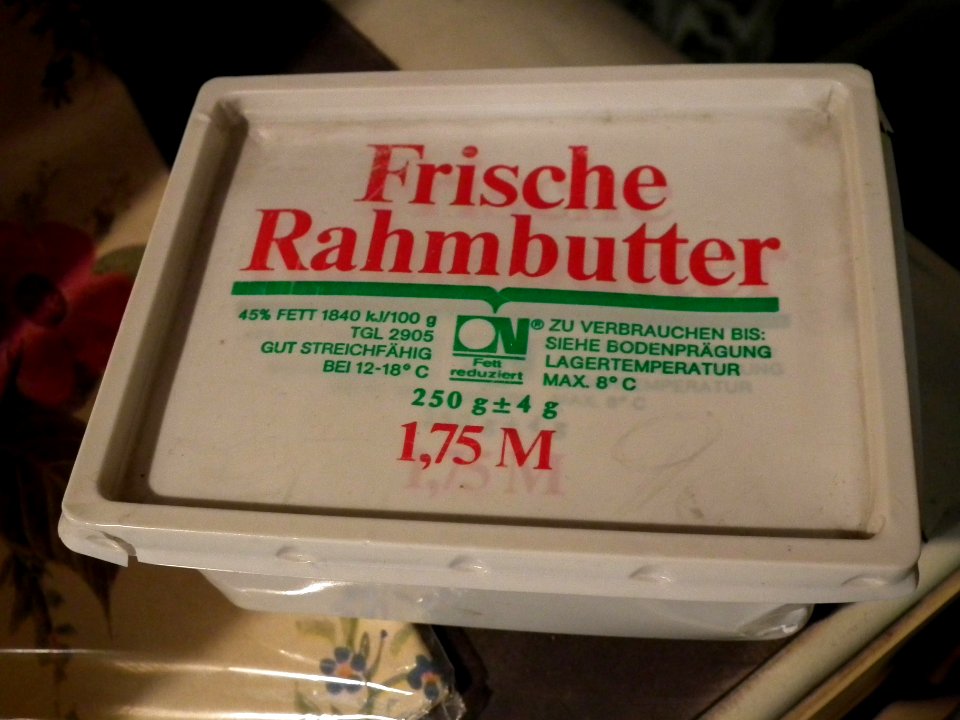 Frische
Rahmbutter
45% FETT 1840 kJ/100 g
TGL 2905
GUT STREICHFÄHIG
BEI 12-18° C
ON®
Fett
reduziert
ZU VERBRAUCHEN BIS:
SIEHE BODENPRÄGUNG
LAGERTEMPERATUR
MAX. 8° C
250 g ± 4 g
1,75 M